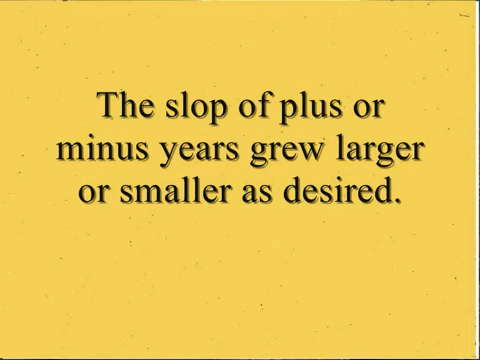 The slop of plus or
minus years grew larger
or smaller as desired.